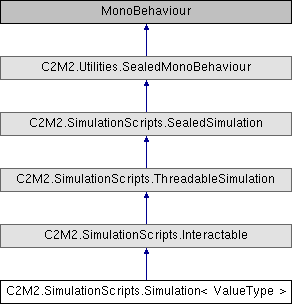 MonoBehaviour
C2M2.Utilities.SealedMonoBehaviour
C2M2.SimulationScripts.SealedSimulation
C2M2.SimulationScripts.ThreadableSimulation
C2M2.SimulationScripts.Interactable
C2M2.SimulationScripts.Simulation< ValueType >